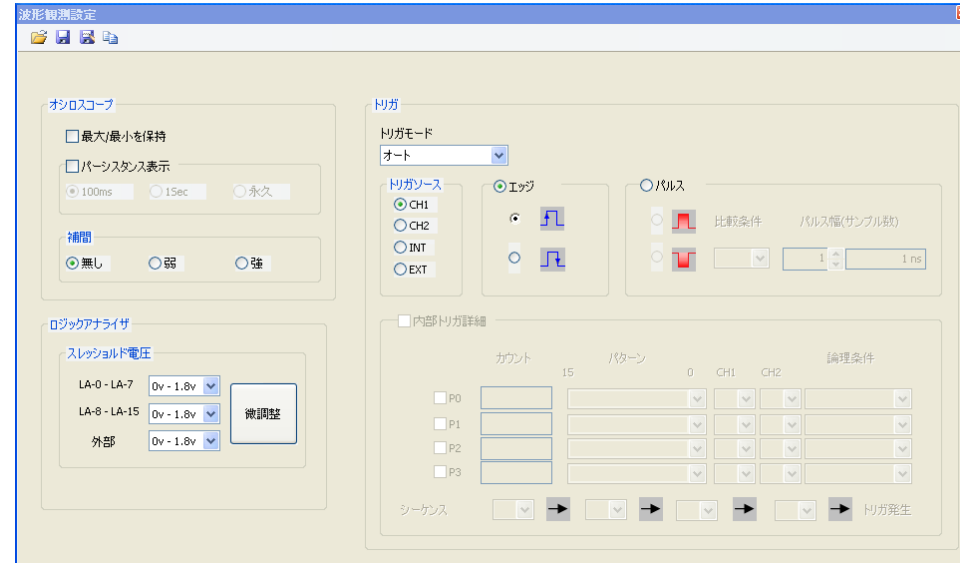 波形観測設定
オシロスコープ
最大/最小を保持
パーシスタンス表示
100ms 1Sec 永久
補間
無し 弱 強
ロジックアナライザ
スレッショルド電圧
LA-0 - LA-7 0v - 1.8v
LA-8 - LA-15 0v - 1.8v
外部 0v - 1.8v
微調整
トリガ
トリガモード
オート
トリガソース
CH1
CH2
INT
EXT
エッジ
パルス
比較条件 パルス幅(サンプル数)
1 1 ns
内部トリガ詳細
カウント パターン 論理条件
15 0 CH1 CH2
P0
P1
P2
P3
シーケンス トリガ発生